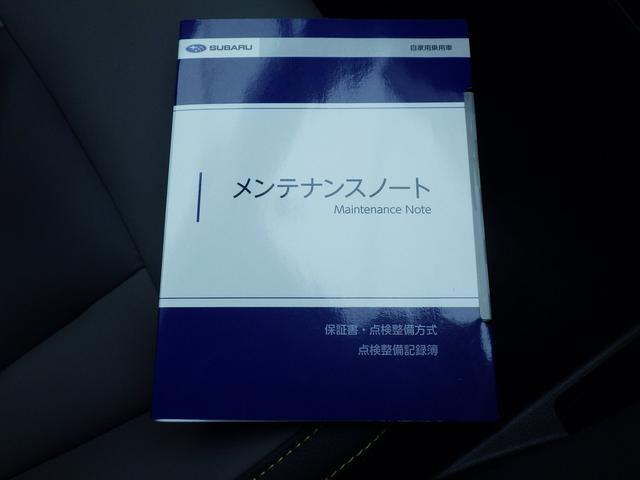 SUBARU 自家用乗用車
メンテナンスノート
Maintenance Note
保証書・点検整備方式
点検整備記録簿